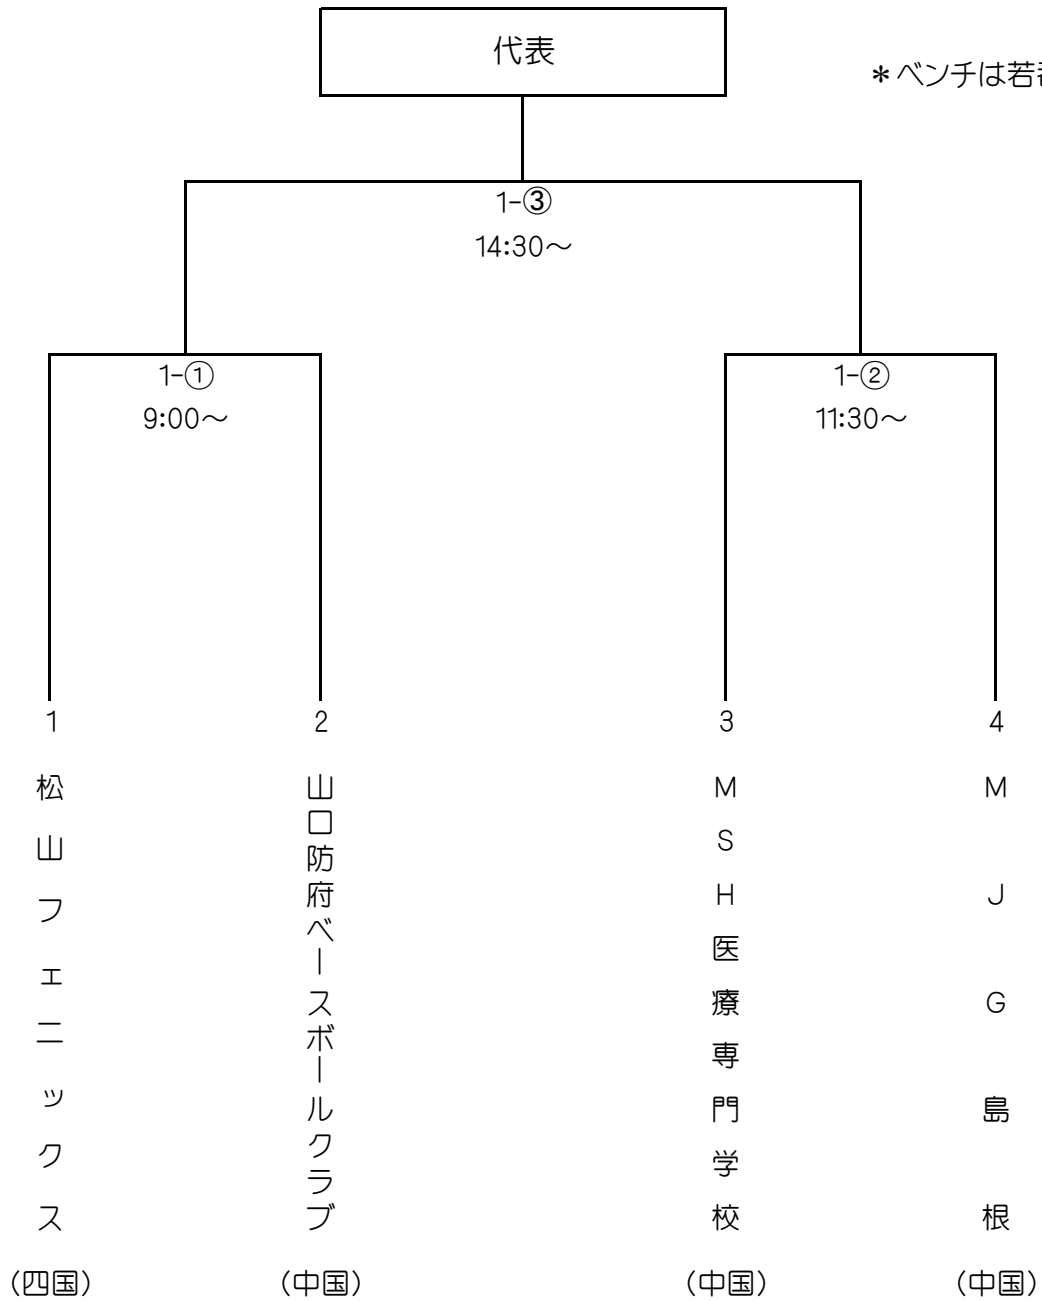 代表
＊ベンチは若
1-③
14:30～
1-①
9:00～
1-②
11:30～
1
2
3
4
松山フェニックス
山口防府ベースボールクラブ
MSH医療専門学校
MJG島根
（四国）
（中国）
（中国）
（中国）